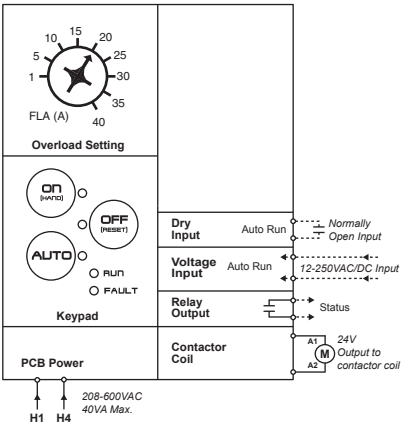 15
10
20
5
25
1
30
35
FLA (A)
40
Overload Setting
ON
(HAND)
OFF
(RESET)
AUTO
RUN
FAULT
Keypad
Dry
Input
Auto Run
Normally
Open Input
Voltage
Input
Auto Run
12-250VAC/DC Input
Relay
Output
Status
Contactor
Coil
A1
M
A2
24V
Output to
contactor coil
PCB Power
208-600VAC
40VA Max.
H1 H4